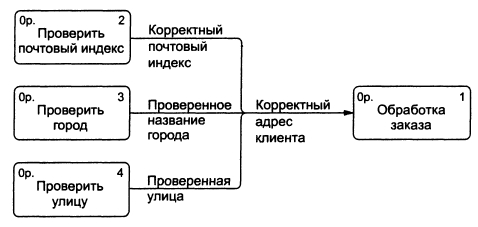 0р. 2
Проверить
почтовый индекс
Корректный
почтовый
индекс
0р. 3
Проверить
город
Проверенное
название
города
Корректный
адрес
клиента
0р. 1
Обработка
заказа
0р. 4
Проверить
улицу
Проверенная
улица